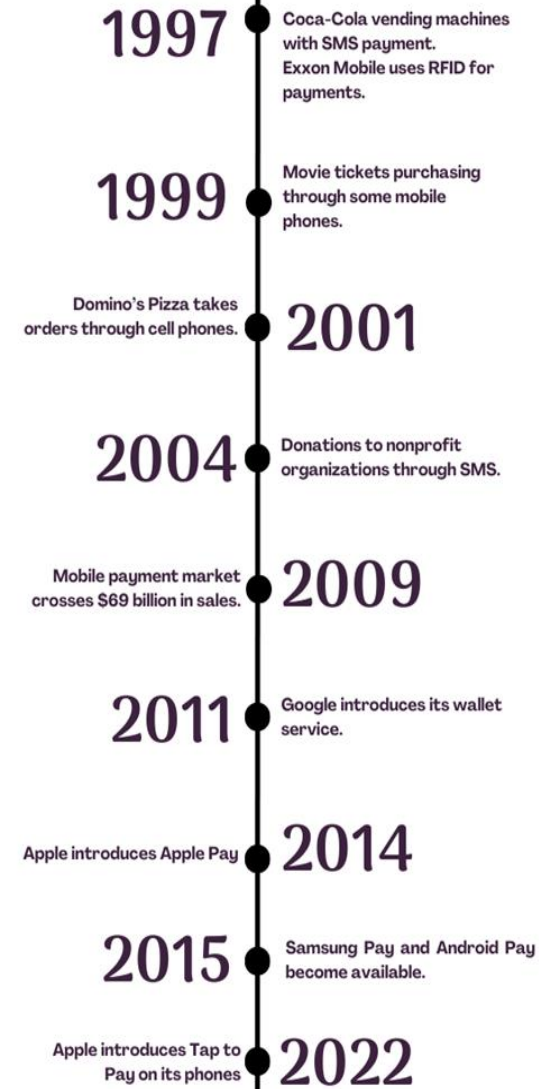 1997
Coca-Cola vending machines
with SMS payment.
Exxon Mobile uses RFID for
payments.
1999
Movie tickets purchasing
through some mobile
phones.
Domino's Pizza takes
orders through cell phones.
2001
2004
Donations to nonprofit
organizations through SMS.
Mobile payment market
crosses $69 billion in sales.
2009
2011
Google introduces its wallet
service.
Apple introduces Apple Pay
2014
2015
Samsung Pay and Android Pay
become available.
Apple introduces Tap to
Pay on its phones
2022